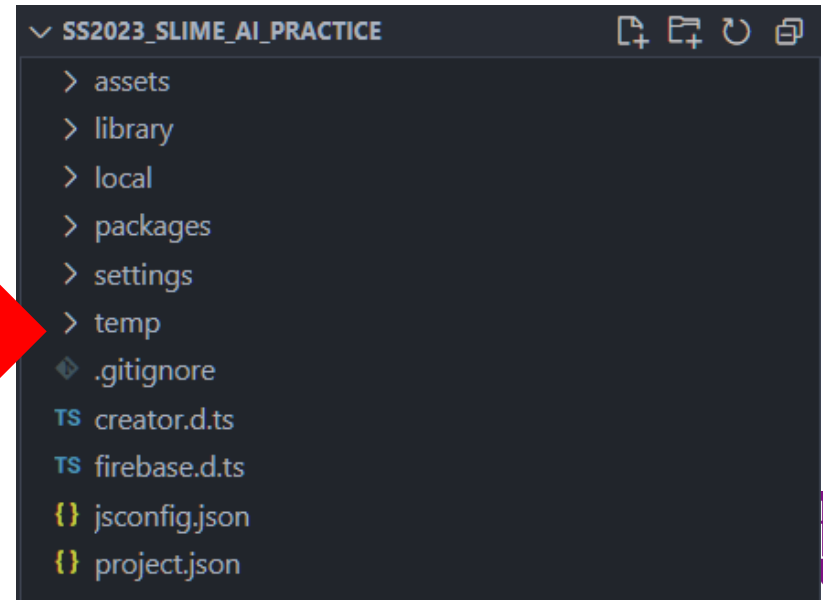 SS2023_SLIME_AI_PRACTICE
assets
library
local
packages
settings
temp
.gitignore
TS creator.d.ts
TS firebase.d.ts
{} jsconfig.json
{} project.json